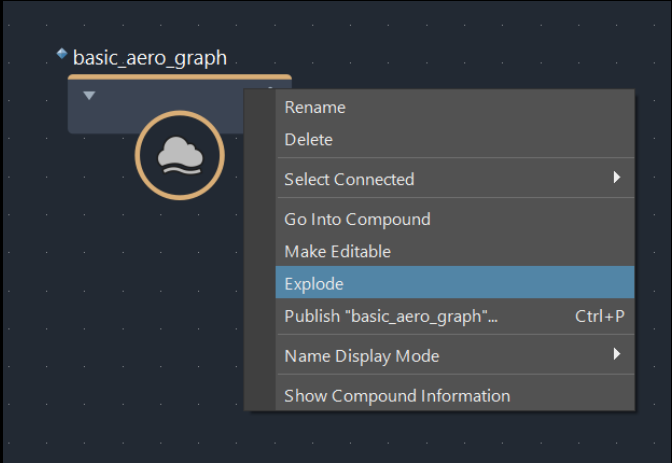 basic_aero_graph
Rename
Delete
Select Connected
Go Into Compound
Make Editable
Explode
Publish "basic_aero_graph"... Ctrl+P
Name Display Mode
Show Compound Information